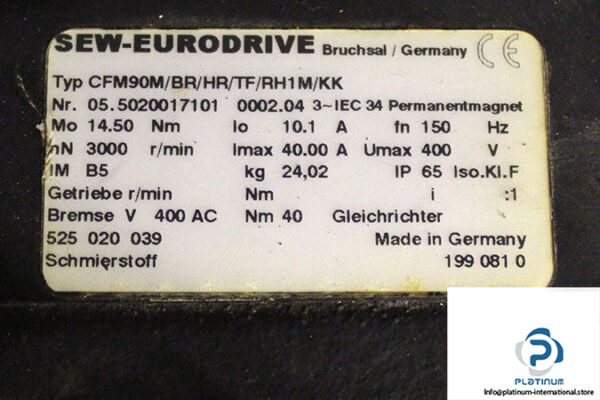 SEW-EURODRIVE Bruchsal / Germany CE
Typ CFM90M/BR/HR/TF/RH1M/KK
Nr. 05.5020017101 0002.04 3~IEC 34 Permanentmagnet
Mo 14.50 Nm Io 10.1 A fn 150 Hz
nN 3000 r/min Imax 40.00 A Umax 400 V
IM B5 kg 24,02 IP 65 Iso.Kl.F
Getriebe r/min Nm i :1
Bremse V 400 AC Nm 40 Gleichrichter
525 020 039 Made in Germany
Schmierstoff 199 081 0
PLATINUM
info@platinum-international.store